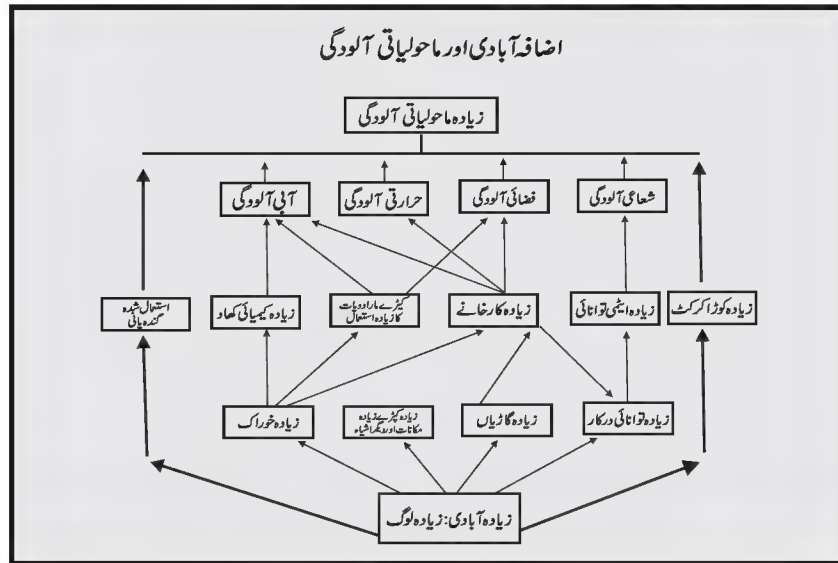 اضافہ آبادی اور ماحولیاتی آلودگی
زیادہ ماحولیاتی آلودگی
شعاعی آلودگی
فضائی آلودگی
حرارتی آلودگی
آبی آلودگی
زیادہ کوڑا کرکٹ
زیادہ ایٹمی توانائی
زیادہ کارخانے
کیڑے مار ادویات
کا زیادہ استعمال
زیادہ کیمیائی کھاد
استعمال شدہ
گندہ پانی
زیادہ توانائی درکار
زیادہ گاڑیاں
زیادہ کپڑے زیادہ
مکانات اور دیگر اشیاء
زیادہ خوراک
زیادہ آبادی: زیادہ لوگ